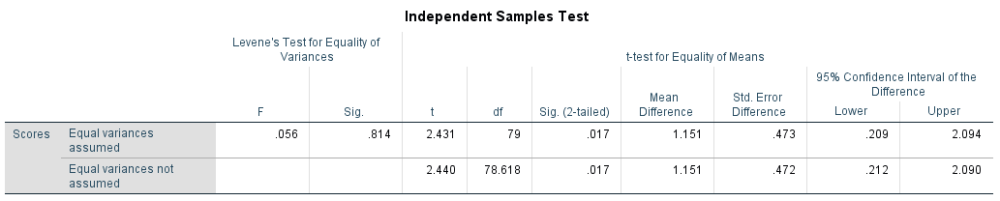 Independent Samples Test
Levene's Test for Equality of
Variances
t-test for Equality of Means
F
Sig.
t
df
Sig. (2-tailed)
Mean
Difference
Std. Error
Difference
95% Confidence Interval of the
Difference
Lower
Upper
Scores
Equal variances
assumed
.056
.814
2.431
79
.017
1.151
.473
.209
2.094
Equal variances not
assumed
2.440
78.618
.017
1.151
.472
.212
2.090